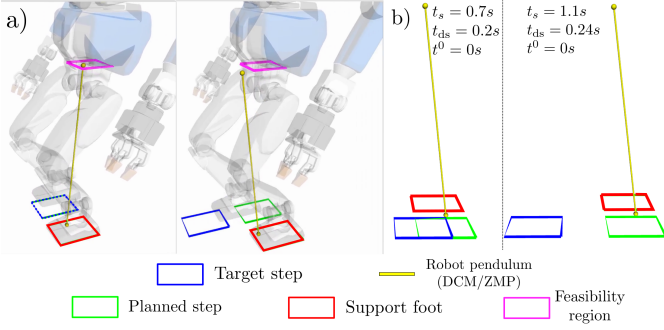 a)
b)
t_s = 0.7s
t_ds = 0.2s
t^0 = 0s
t_s = 1.1s
t_ds = 0.24s
t^0 = 0s
Target step
Robot pendulum
(DCM/ZMP)
Planned step
Support foot
Feasibility
region